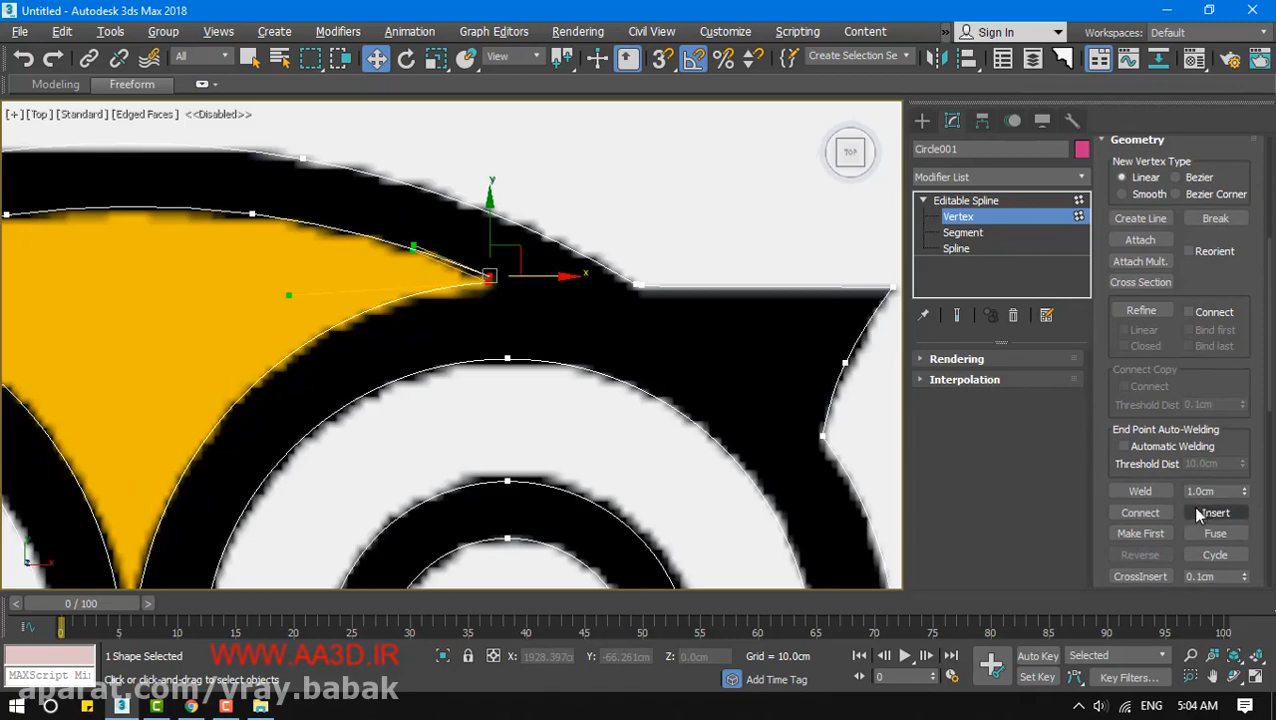 Untitled - Autodesk 3ds Max 2018
File Edit Tools Group Views Create Modifiers Animation Graph Editors Rendering Civil View Customize Scripting Content » Sign In Workspaces: Default
All View Create Selection Se
Modeling Freeform
[+] [Top] [Standard] [Edged Faces] <<Disabled>>
TOP
y
x
Circle001
Modifier List
Editable Spline
Vertex
Segment
Spline
Rendering
Interpolation
Geometry
New Vertex Type
Linear Bezier
Smooth Bezier Corner
Create Line Break
Attach Reorient
Attach Mult.
Cross Section
Refine Connect
Linear Bind first
Closed Bind last
Connect Copy
Connect
Threshold Dist 0.1cm
End Point Auto-Welding
Automatic Welding
Threshold Dist 10.0cm
Weld 1.0cm
Connect Insert
Make First Fuse
Reverse Cycle
CrossInsert 0.1cm
< 0 / 100 >
0 5 10 15 20 25 30 35 40 45 50 55 60 65 70 75 80 85 90 95 100
1 Shape Selected X: 1928.397c Y: -66.261cm Z: 0.0cm Grid = 10.0cm Auto Key Selected
WWW.AA3D.IR
MAXScript Mi Click or click-and-drag to select objects Add Time Tag 0 Set Key Key Filters...
aparat.com/vray.babak
ENG 5:04 AM